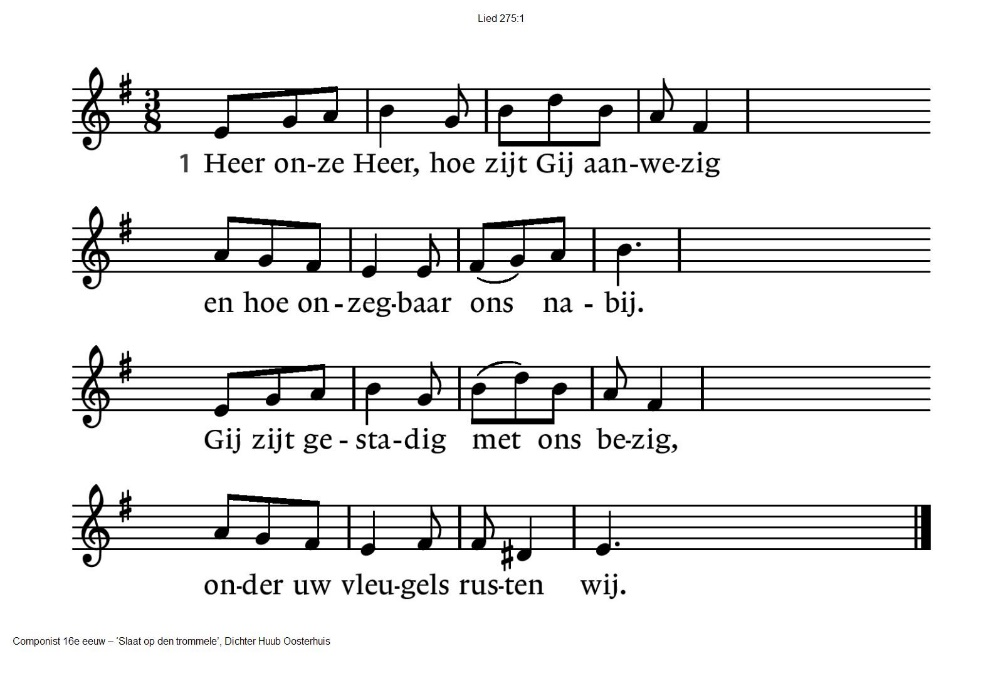 Lied 275:1
3
8
1 Heer on-ze Heer, hoe zijt Gij aan-we-zig
en hoe on-zeg-baar ons na - bij.
Gij zijt ge - sta-dig met ons be-zig,
on-der uw vleu-gels rus-ten wij.
Componist 16e eeuw – ‘Slaat op den trommele’, Dichter Huub Oosterhuis